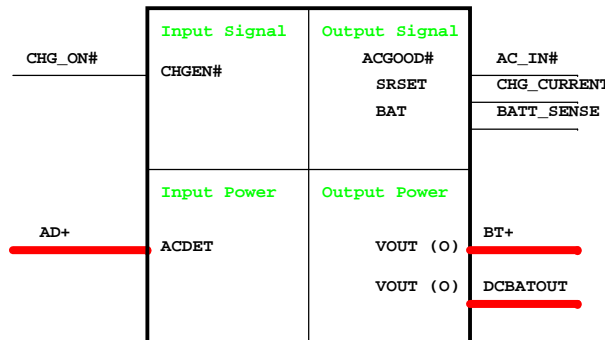 Input Signal Output Signal
CHG_ON# ACGOOD# AC_IN#
CHGEN# SRSET CHG_CURRENT
BAT BATT_SENSE
Input Power Output Power
AD+ BT+
ACDET VOUT (O)
VOUT (O) DCBATOUT